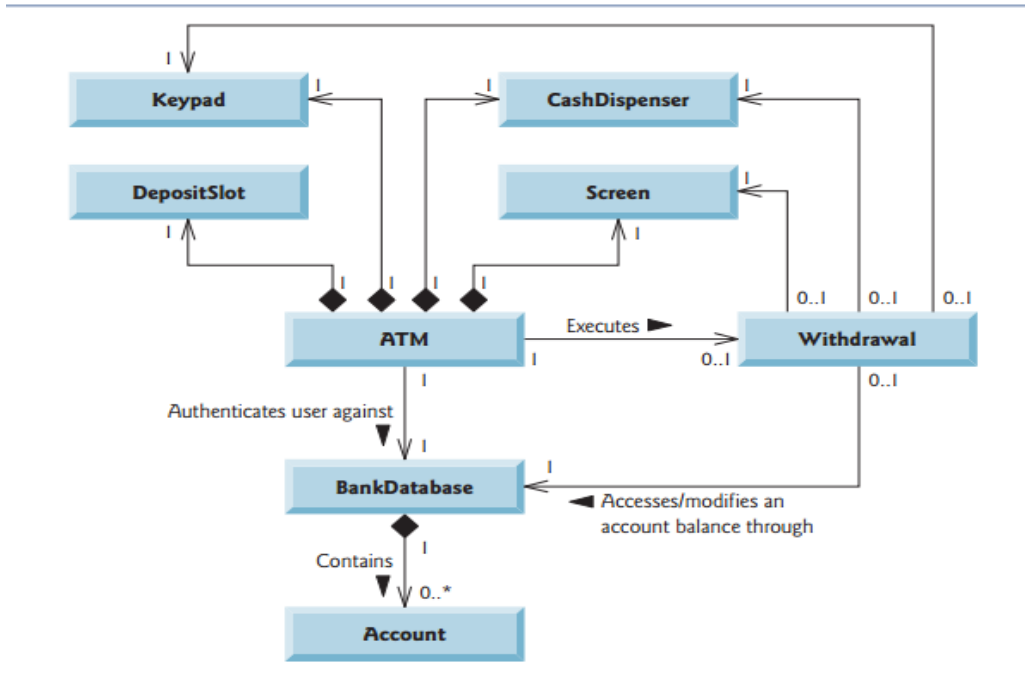 1
Keypad
1
CashDispenser
1
DepositSlot
Screen
1
1
1
1
1
1
1
0..1
0..1
0..1
ATM
Executes
Withdrawal
1
0..1
0..1
1
Authenticates user against
1
1
BankDatabase
Accesses/modifies an
account balance through
1
Contains
0..*
Account